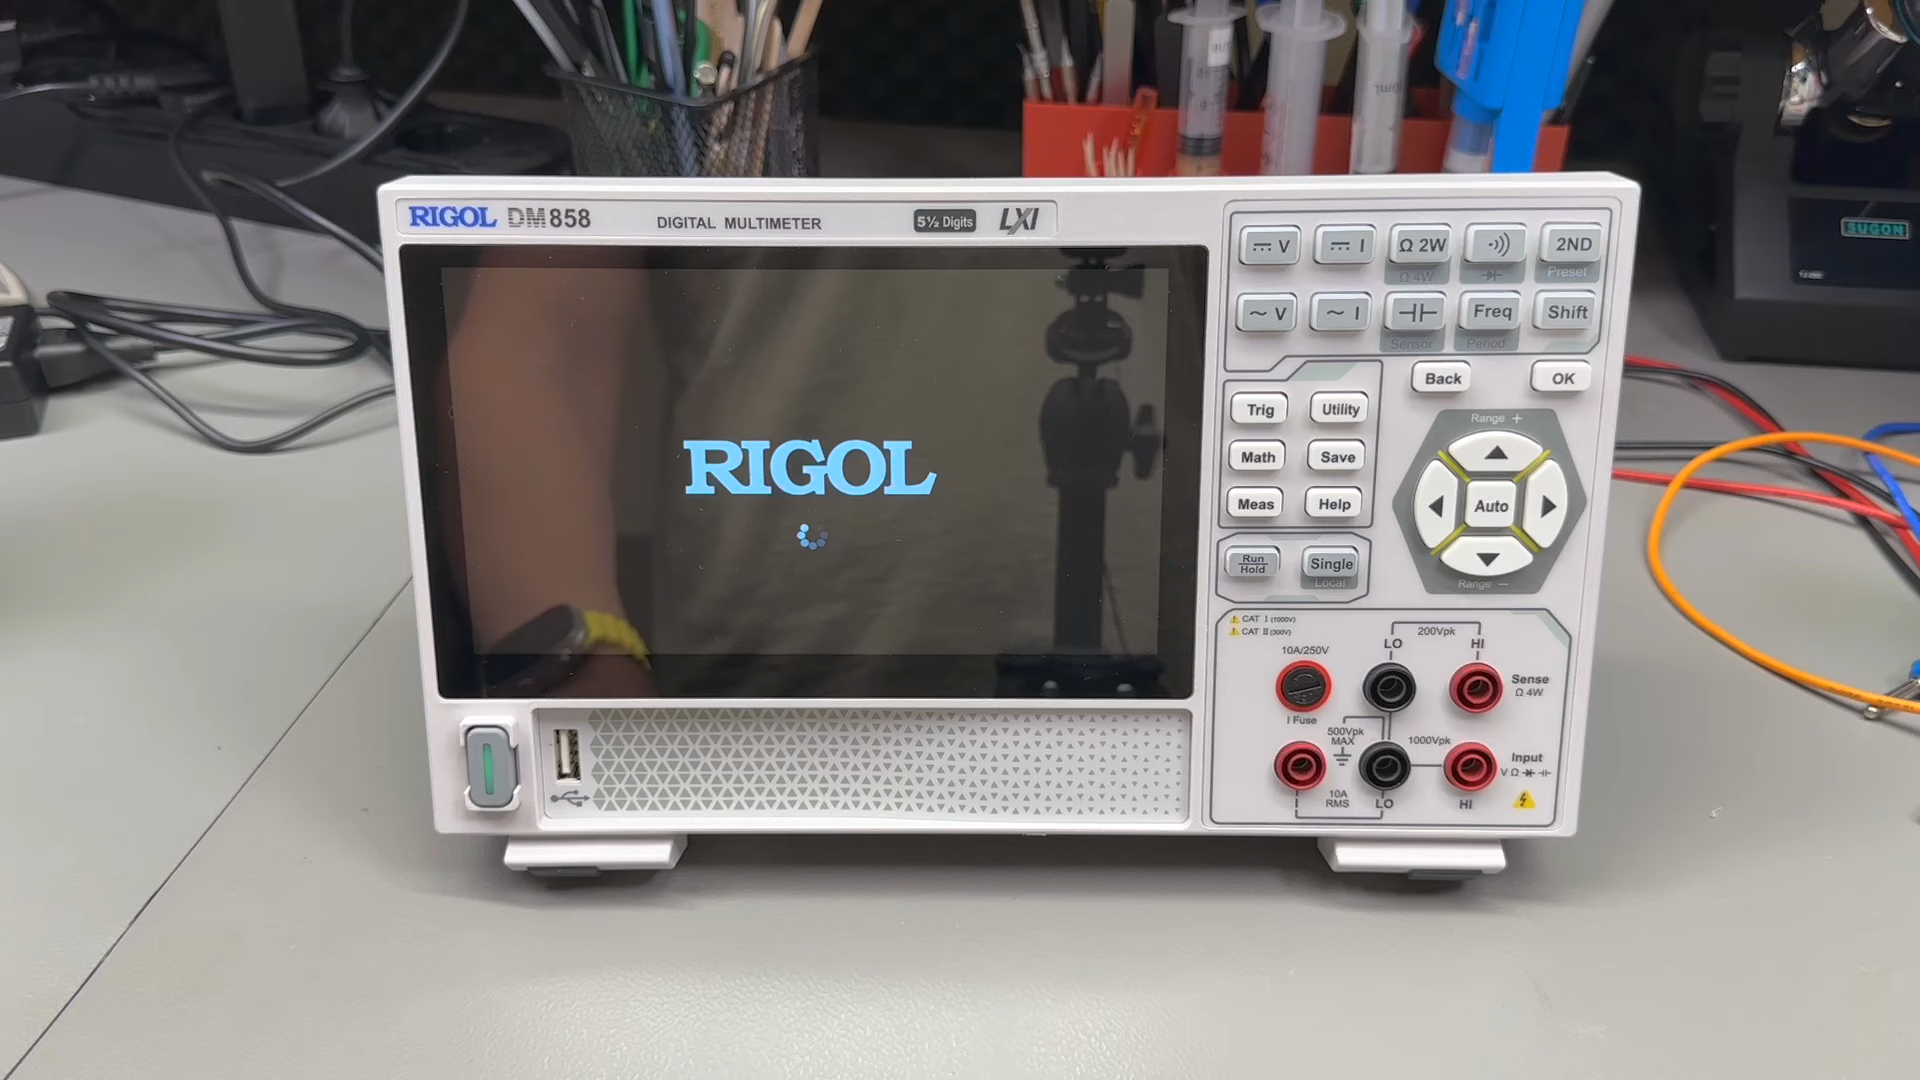 RIGOL DM858 DIGITAL MULTIMETER 5½ Digits LXI
RIGOL
⎓ V ⎓ I Ω 2W 2ND
Ω 4W Preset
~ V ~ I Freq Shift
Sensor Period
Back OK
Trig Utility
Math Save
Meas Help
Run
Hold
Single
Local
Range +
Auto
Range −
CAT I (1000V)
CAT II (300V)
10A/250V
I Fuse
LO 200Vpk HI
Sense
Ω 4W
500Vpk
MAX
1000Vpk
Input
V Ω
10A
RMS
LO HI
SUGON